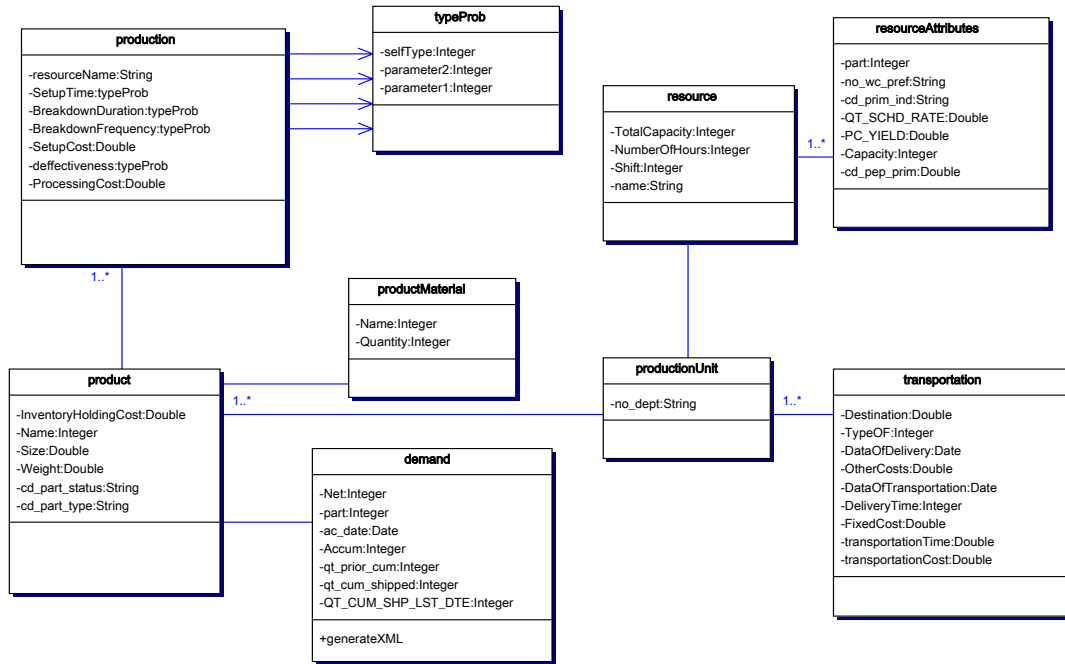 production
-resourceName:String
-SetupTime:typeProb
-BreakdownDuration:typeProb
-BreakdownFrequency:typeProb
-SetupCost:Double
-deffectiveness:typeProb
-ProcessingCost:Double
typeProb
-selfType:Integer
-parameter2:Integer
-parameter1:Integer
resource
-TotalCapacity:Integer
-NumberOfHours:Integer
-Shift:Integer
-name:String
1..*
resourceAttributes
-part:Integer
-no_wc_pref:String
-cd_prim_ind:String
-QT_SCHD_RATE:Double
-PC_YIELD:Double
-Capacity:Integer
-cd_pep_prim:Double
1..*
productMaterial
-Name:Integer
-Quantity:Integer
product
-InventoryHoldingCost:Double
-Name:Integer
-Size:Double
-Weight:Double
-cd_part_status:String
-cd_part_type:String
1..*
productionUnit
-no_dept:String
1..*
transportation
-Destination:Double
-TypeOF:Integer
-DataOfDelivery:Date
-OtherCosts:Double
-DataOfTransportation:Date
-DeliveryTime:Integer
-FixedCost:Double
-transportationTime:Double
-transportationCost:Double
demand
-Net:Integer
-part:Integer
-ac_date:Date
-Accum:Integer
-qt_prior_cum:Integer
-qt_cum_shipped:Integer
-QT_CUM_SHP_LST_DTE:Integer
+generateXML